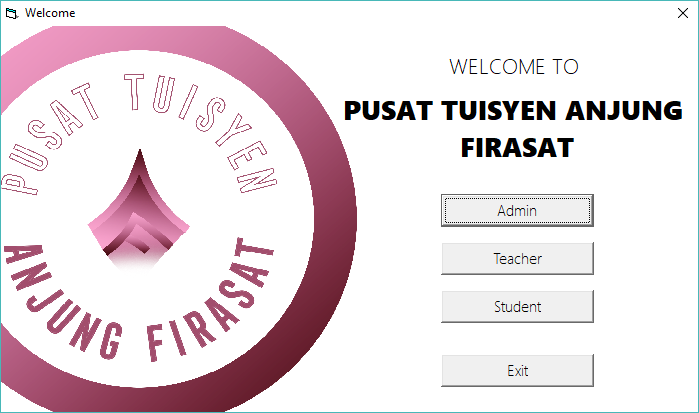 Welcome
PUSAT TUISYEN
ANJUNG FIRASAT
WELCOME TO
PUSAT TUISYEN ANJUNG
FIRASAT
Admin
Teacher
Student
Exit